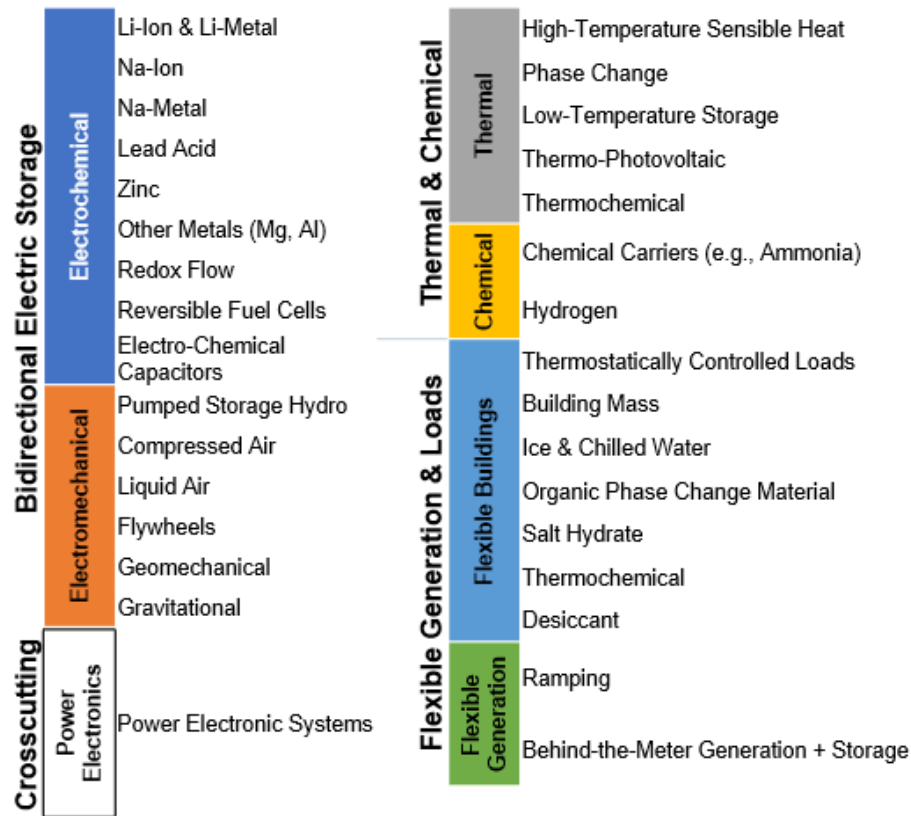 Bidirectional Electric Storage
Electrochemical
Li-Ion & Li-Metal
Na-Ion
Na-Metal
Lead Acid
Zinc
Other Metals (Mg, Al)
Redox Flow
Reversible Fuel Cells
Electro-Chemical
Capacitors
Electromechanical
Pumped Storage Hydro
Compressed Air
Liquid Air
Flywheels
Geomechanical
Gravitational
Crosscutting
Power
Electronics
Power Electronic Systems
Thermal & Chemical
Thermal
High-Temperature Sensible Heat
Phase Change
Low-Temperature Storage
Thermo-Photovoltaic
Thermochemical
Chemical
Chemical Carriers (e.g., Ammonia)
Hydrogen
Flexible Generation & Loads
Flexible Buildings
Thermostatically Controlled Loads
Building Mass
Ice & Chilled Water
Organic Phase Change Material
Salt Hydrate
Thermochemical
Desiccant
Flexible
Generation
Ramping
Behind-the-Meter Generation + Storage